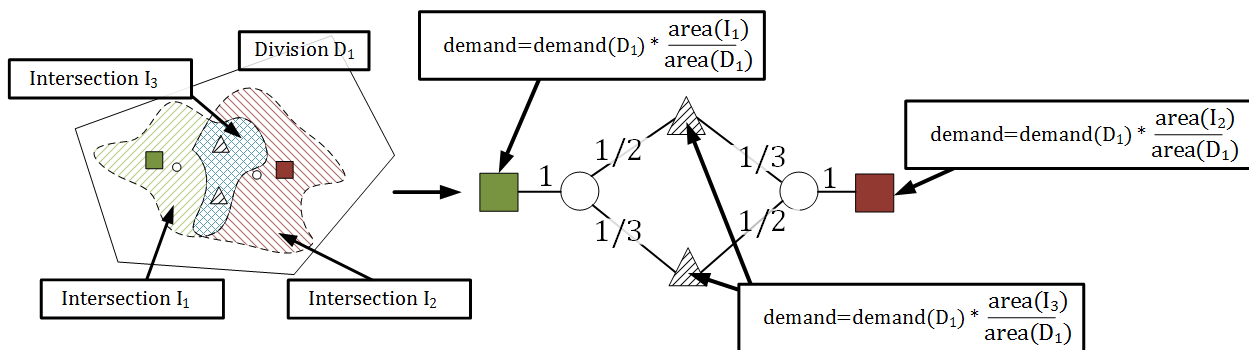 Division D₁
Intersection I₃
Intersection I₁
Intersection I₂
demand=demand(D₁) * area(I₁)
area(D₁)
1
1/2
1/3
1/3
1/2
1
demand=demand(D₁) * area(I₂)
area(D₁)
demand=demand(D₁) * area(I₃)
area(D₁)